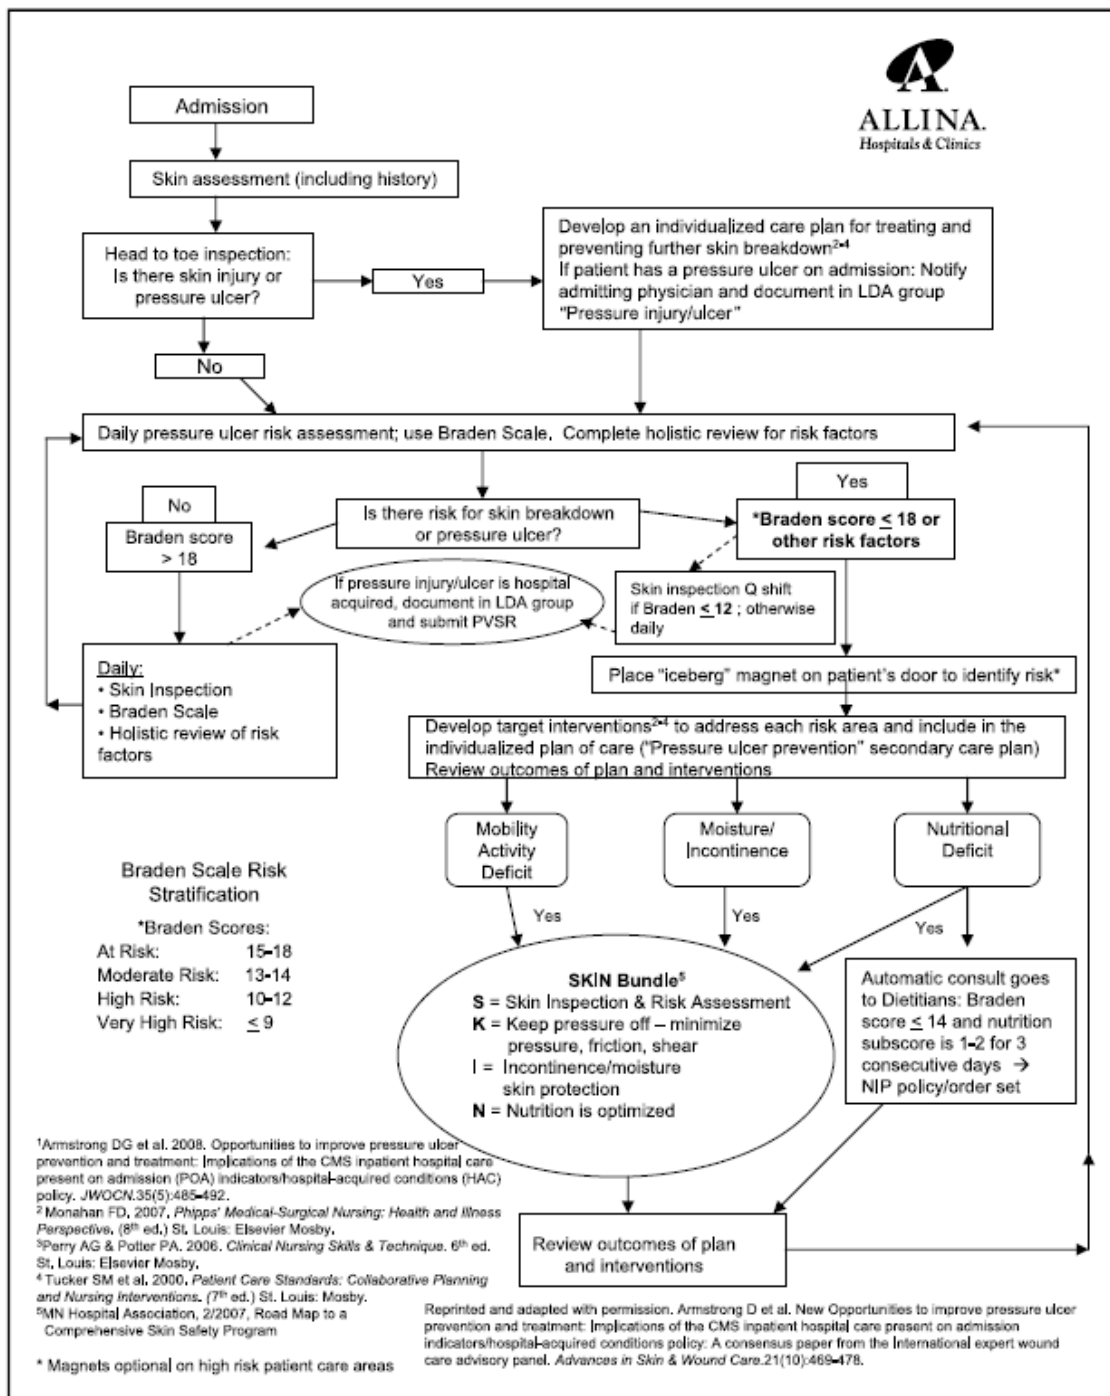 ALLINA.
Hospitals & Clinics
Admission
Skin assessment (including history)
Head to toe inspection:
Is there skin injury or
pressure ulcer?
Yes
Develop an individualized care plan for treating and
preventing further skin breakdown2-4
If patient has a pressure ulcer on admission: Notify
admitting physician and document in LDA group
"Pressure injury/ulcer"
No
Daily pressure ulcer risk assessment; use Braden Scale, Complete holistic review for risk factors
No
Braden score
> 18
Is there risk for skin breakdown
or pressure ulcer?
Yes
*Braden score ≤ 18 or
other risk factors
If pressure injury/ulcer is hospital
acquired, document in LDA group
and submit PVSR
Skin inspection Q shift
if Braden ≤ 12 ; otherwise
daily
Daily:
• Skin Inspection
• Braden Scale
• Holistic review of risk
factors
Place "iceberg" magnet on patient's door to identify risk*
Develop target interventions2-4 to address each risk area and include in the
individualized plan of care ("Pressure ulcer prevention" secondary care plan)
Review outcomes of plan and interventions
Mobility
Activity
Deficit
Moisture/
Incontinence
Nutritional
Deficit
Yes
Yes
Yes
Braden Scale Risk
Stratification
*Braden Scores:
At Risk: 15-18
Moderate Risk: 13-14
High Risk: 10-12
Very High Risk: ≤ 9
SKIN Bundle5
S = Skin Inspection & Risk Assessment
K = Keep pressure off – minimize
pressure, friction, shear
I = Incontinence/moisture
skin protection
N = Nutrition is optimized
Automatic consult goes
to Dietitians: Braden
score ≤ 14 and nutrition
subscore is 1-2 for 3
consecutive days →
NIP policy/order set
Review outcomes of plan
and interventions
1Armstrong DG et al. 2008. Opportunities to improve pressure ulcer
prevention and treatment: Implications of the CMS inpatient hospital care
present on admission (POA) indicators/hospital-acquired conditions (HAC)
policy. JWOCN.35(5):485-492.
2 Monahan FD, 2007, Phipps' Medical-Surgical Nursing: Health and Illness
Perspective. (8th ed.) St. Louis: Elsevier Mosby.
3Perry AG & Potter PA. 2006. Clinical Nursing Skills & Technique. 6th ed.
St. Louis: Elsevier Mosby.
4 Tucker SM et al. 2000. Patient Care Standards: Collaborative Planning
and Nursing Interventions. (7th ed.) St. Louis: Mosby.
5MN Hospital Association, 2/2007, Road Map to a
Comprehensive Skin Safety Program
* Magnets optional on high risk patient care areas
Reprinted and adapted with permission. Armstrong D et al. New Opportunities to improve pressure ulcer
prevention and treatment: Implications of the CMS inpatient hospital care present on admission
indicators/hospital-acquired conditions policy: A consensus paper from the International expert wound
care advisory panel. Advances in Skin & Wound Care.21(10):469-478.